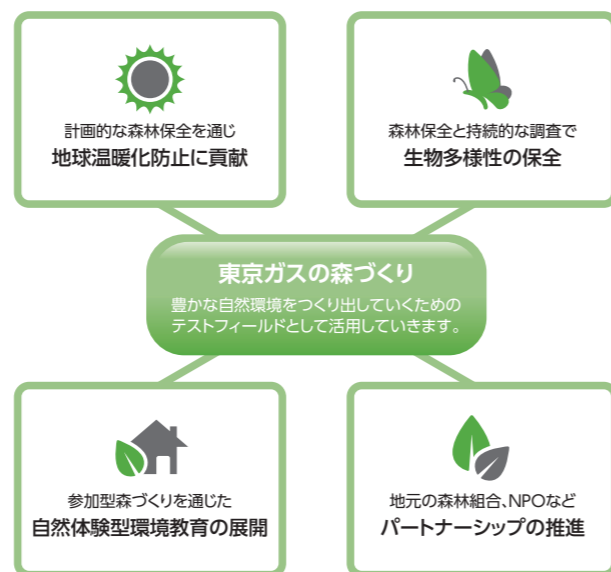 計画的な森林保全を通じ
地球温暖化防止に貢献
森林保全と持続的な調査で
生物多様性の保全
東京ガスの森づくり
豊かな自然環境をつくり出していくための
テストフィールドとして活用していきます。
参加型森づくりを通じた
自然体験型環境教育の展開
地元の森林組合、NPOなど
パートナーシップの推進